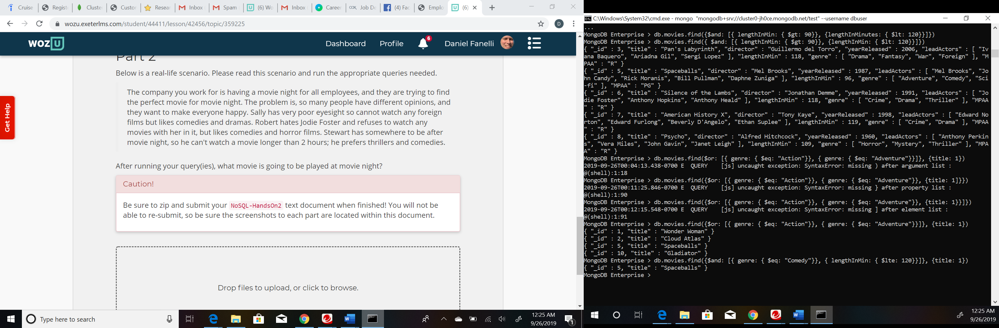 Cruise
Regist
Cluste
Custor
Resear
Inbox
Spam
(6) Wo
Inbox
Career
COX Job De
(4) Fac
Emplo
(6)
wozu.exeterlms.com/student/44411/lesson/42456/topic/359225
D
WOZ U
Dashboard
Profile
6
Daniel Fanelli
Get Help
Part 2
Below is a real-life scenario. Please read this scenario and run the appropriate queries needed.
The company you work for is having a movie night for all employees, and they are trying to find
the perfect movie for movie night. The problem is, so many people have different opinions, and
they want to make everyone happy. Sally has very poor eyesight so cannot watch any foreign
films but likes comedies and dramas. Robert hates Jodie Foster and refuses to watch any
movies with her in it, but likes comedies and horror films. Stewart has somewhere to be after
movie night, so he can't watch a movie longer than 2 hours; he prefers thrillers and comedies.
After running your query(ies), what movie is going to be played at movie night?
Caution!
Be sure to zip and submit your NoSQL-HandsOn2 text document when finished! You will not be
able to re-submit, so be sure the screenshots to each part are located within this document.
Drop files to upload, or click to browse.
Type here to search
12:25 AM
9/26/2019
1
C:\Windows\System32\cmd.exe - mongo "mongodb+srv://cluster0-jh0ce.mongodb.net/test" --username dbuser
...
MongoDB Enterprise > db.movies.find({$and: [{ lengthInMin: { $gt: 90}}, {lengthInMinutes: { $lt: 120}}]})
MongoDB Enterprise > db.movies.find({ $and: [{ lengthInMin: { $gt: 90}}, {lengthInMin: { $lt: 120}}]})
{ "_id" : 3, "title" : "Pan's Labyrinth", "director" : "Guillermo del Torro", "yearReleased" : 2006, "leadActors" : [ "Iv
ana Baquero", "Ariadna Gil", "Sergi Lopez" ], "lengthInMin" : 118, "genre" : [ "Drama", "Fantasy", "War", "Foreign" ], "M
PAA" : "R" }
{ "_id" : 5, "title" : "Spaceballs", "director" : "Mel Brooks", "yearReleased" : 1987, "leadActors" : [ "Mel Brooks", "Jo
hn Candy", "Rick Moranis", "Bill Pullman", "Daphne Zuniga" ], "lengthInMin" : 96, "genre" : [ "Adventure", "Comedy", "Sci
-fi" ], "MPAA" : "PG" }
{ "_id" : 6, "title" : "Silence of the Lambs", "director" : "Jonathan Demme", "yearReleased" : 1991, "leadActors" : [ "Jo
die Foster", "Anthony Hopkins", "Anthony Heald" ], "lengthInMin" : 118, "genre" : [ "Crime", "Drama", "Thriller" ], "MPAA
" : "R" }
{ "_id" : 7, "title" : "American History X", "director" : "Tony Kaye", "yearReleased" : 1998, "leadActors" : [ "Edward No
rton", "Edward Furlong", "Beverly D'Angelo", "Ethan Suplee" ], "lengthInMin" : 119, "genre" : [ "Crime", "Drama" ], "MPAA
" : "R" }
{ "_id" : 8, "title" : "Psycho", "director" : "Alfred Hitchcock", "yearReleased" : 1960, "leadActors" : [ "Anthony Perkin
s", "Vera Miles", "John Gavin", "Janet Leigh" ], "lengthInMin" : 109, "genre" : [ "Horror", "Mystery", "Thriller" ], "MPA
A" : "R" }
MongoDB Enterprise > db.movies.find($or: [{ genre: { $eq: "Action"}}, { genre: { $eq: "Adventure"}}]}, {title: 1})
2019-09-26T00:04:13.438-0700 E QUERY [js] uncaught exception: SyntaxError: missing ) after argument list :
@(shell):1:18
MongoDB Enterprise > db.movies.find({$or: [{ genre: { $eq: "Action"}}, { genre: { $eq: "Adventure"}}, {title: 1]}})
2019-09-26T00:11:25.846-0700 E QUERY [js] uncaught exception: SyntaxError: missing } after property list :
@(shell):1:90
MongoDB Enterprise > db.movies.find({$or: [{ genre: { $eq: "Action"}}, { genre: { $eq: "Adventure"}}, {title: 1}}]})
2019-09-26T00:12:15.548-0700 E QUERY [js] uncaught exception: SyntaxError: missing ] after element list :
@(shell):1:91
MongoDB Enterprise > db.movies.find({$or: [{ genre: { $eq: "Action"}}, { genre: { $eq: "Adventure"}}]}, {title: 1})
{ "_id" : 1, "title" : "Wonder Woman" }
{ "_id" : 2, "title" : "Cloud Atlas" }
{ "_id" : 5, "title" : "Spaceballs" }
{ "_id" : 10, "title" : "Gladiator" }
MongoDB Enterprise > db.movies.find({$and: [{ genre: { $eq: "Comedy"}}, { lengthInMin: { $lte: 120}}]}, {title: 1})
{ "_id" : 5, "title" : "Spaceballs" }
MongoDB Enterprise >
12:25 AM
9/26/2019